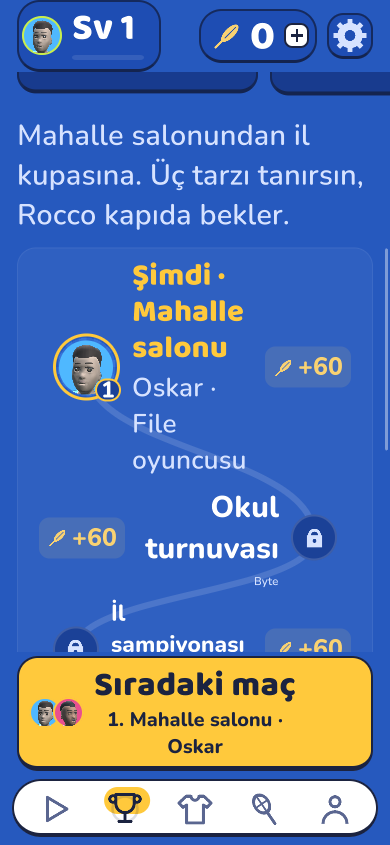 Sv 1
0
Mahalle salonundan il
kupasına. Üç tarzı tanırsın,
Rocco kapıda bekler.
Şimdi ·
Mahalle
salonu
Oskar ·
File
oyuncusu
1
+60
Okul
turnuvası
Byte
+60
İl
şampiyonası
+60
Sıradaki maç
1. Mahalle salonu ·
Oskar